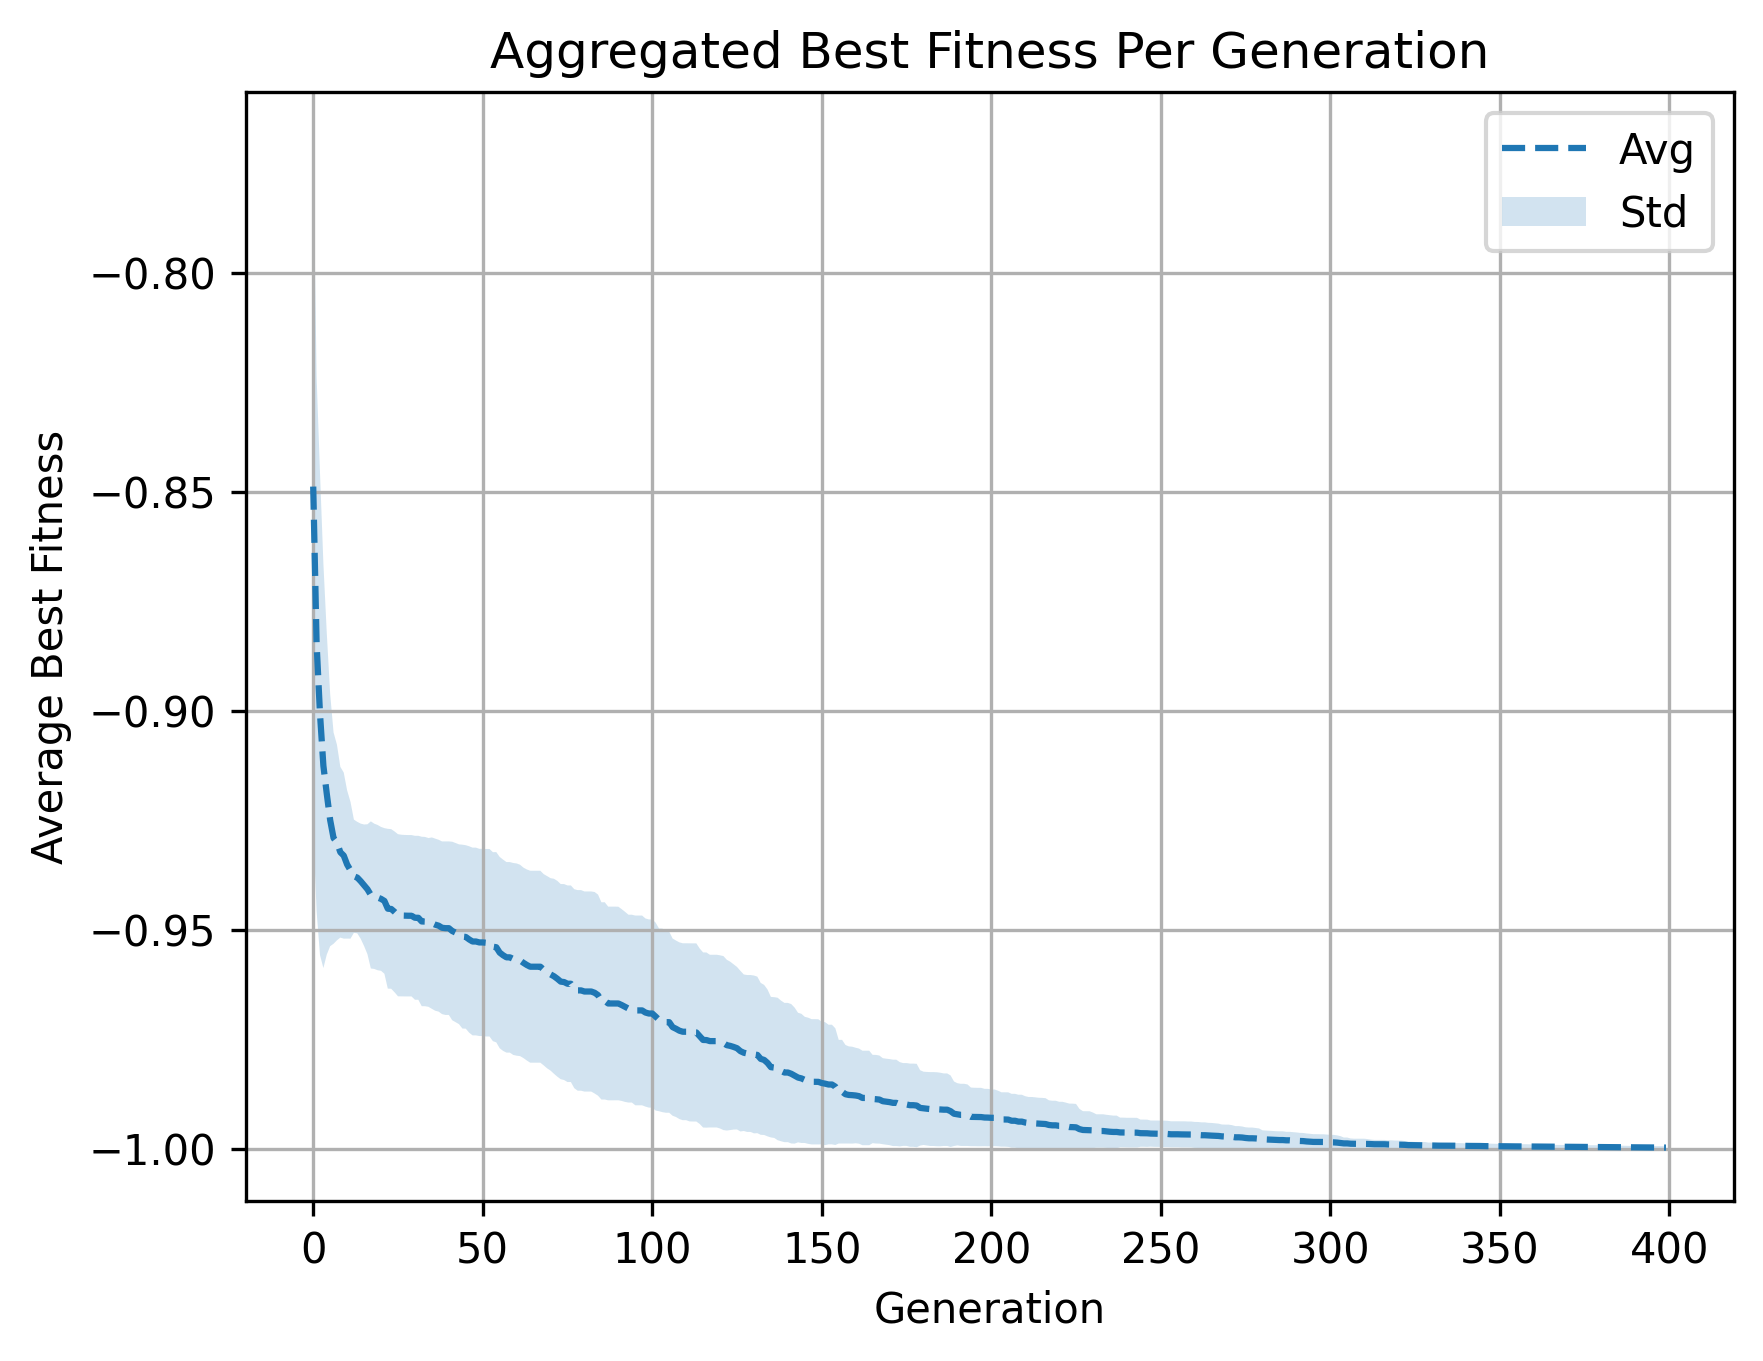 Aggregated Best Fitness Per Generation
Avg
Std
−0.80
−0.85
−0.90
−0.95
−1.00
Average Best Fitness
0 50 100 150 200 250 300 350 400
Generation